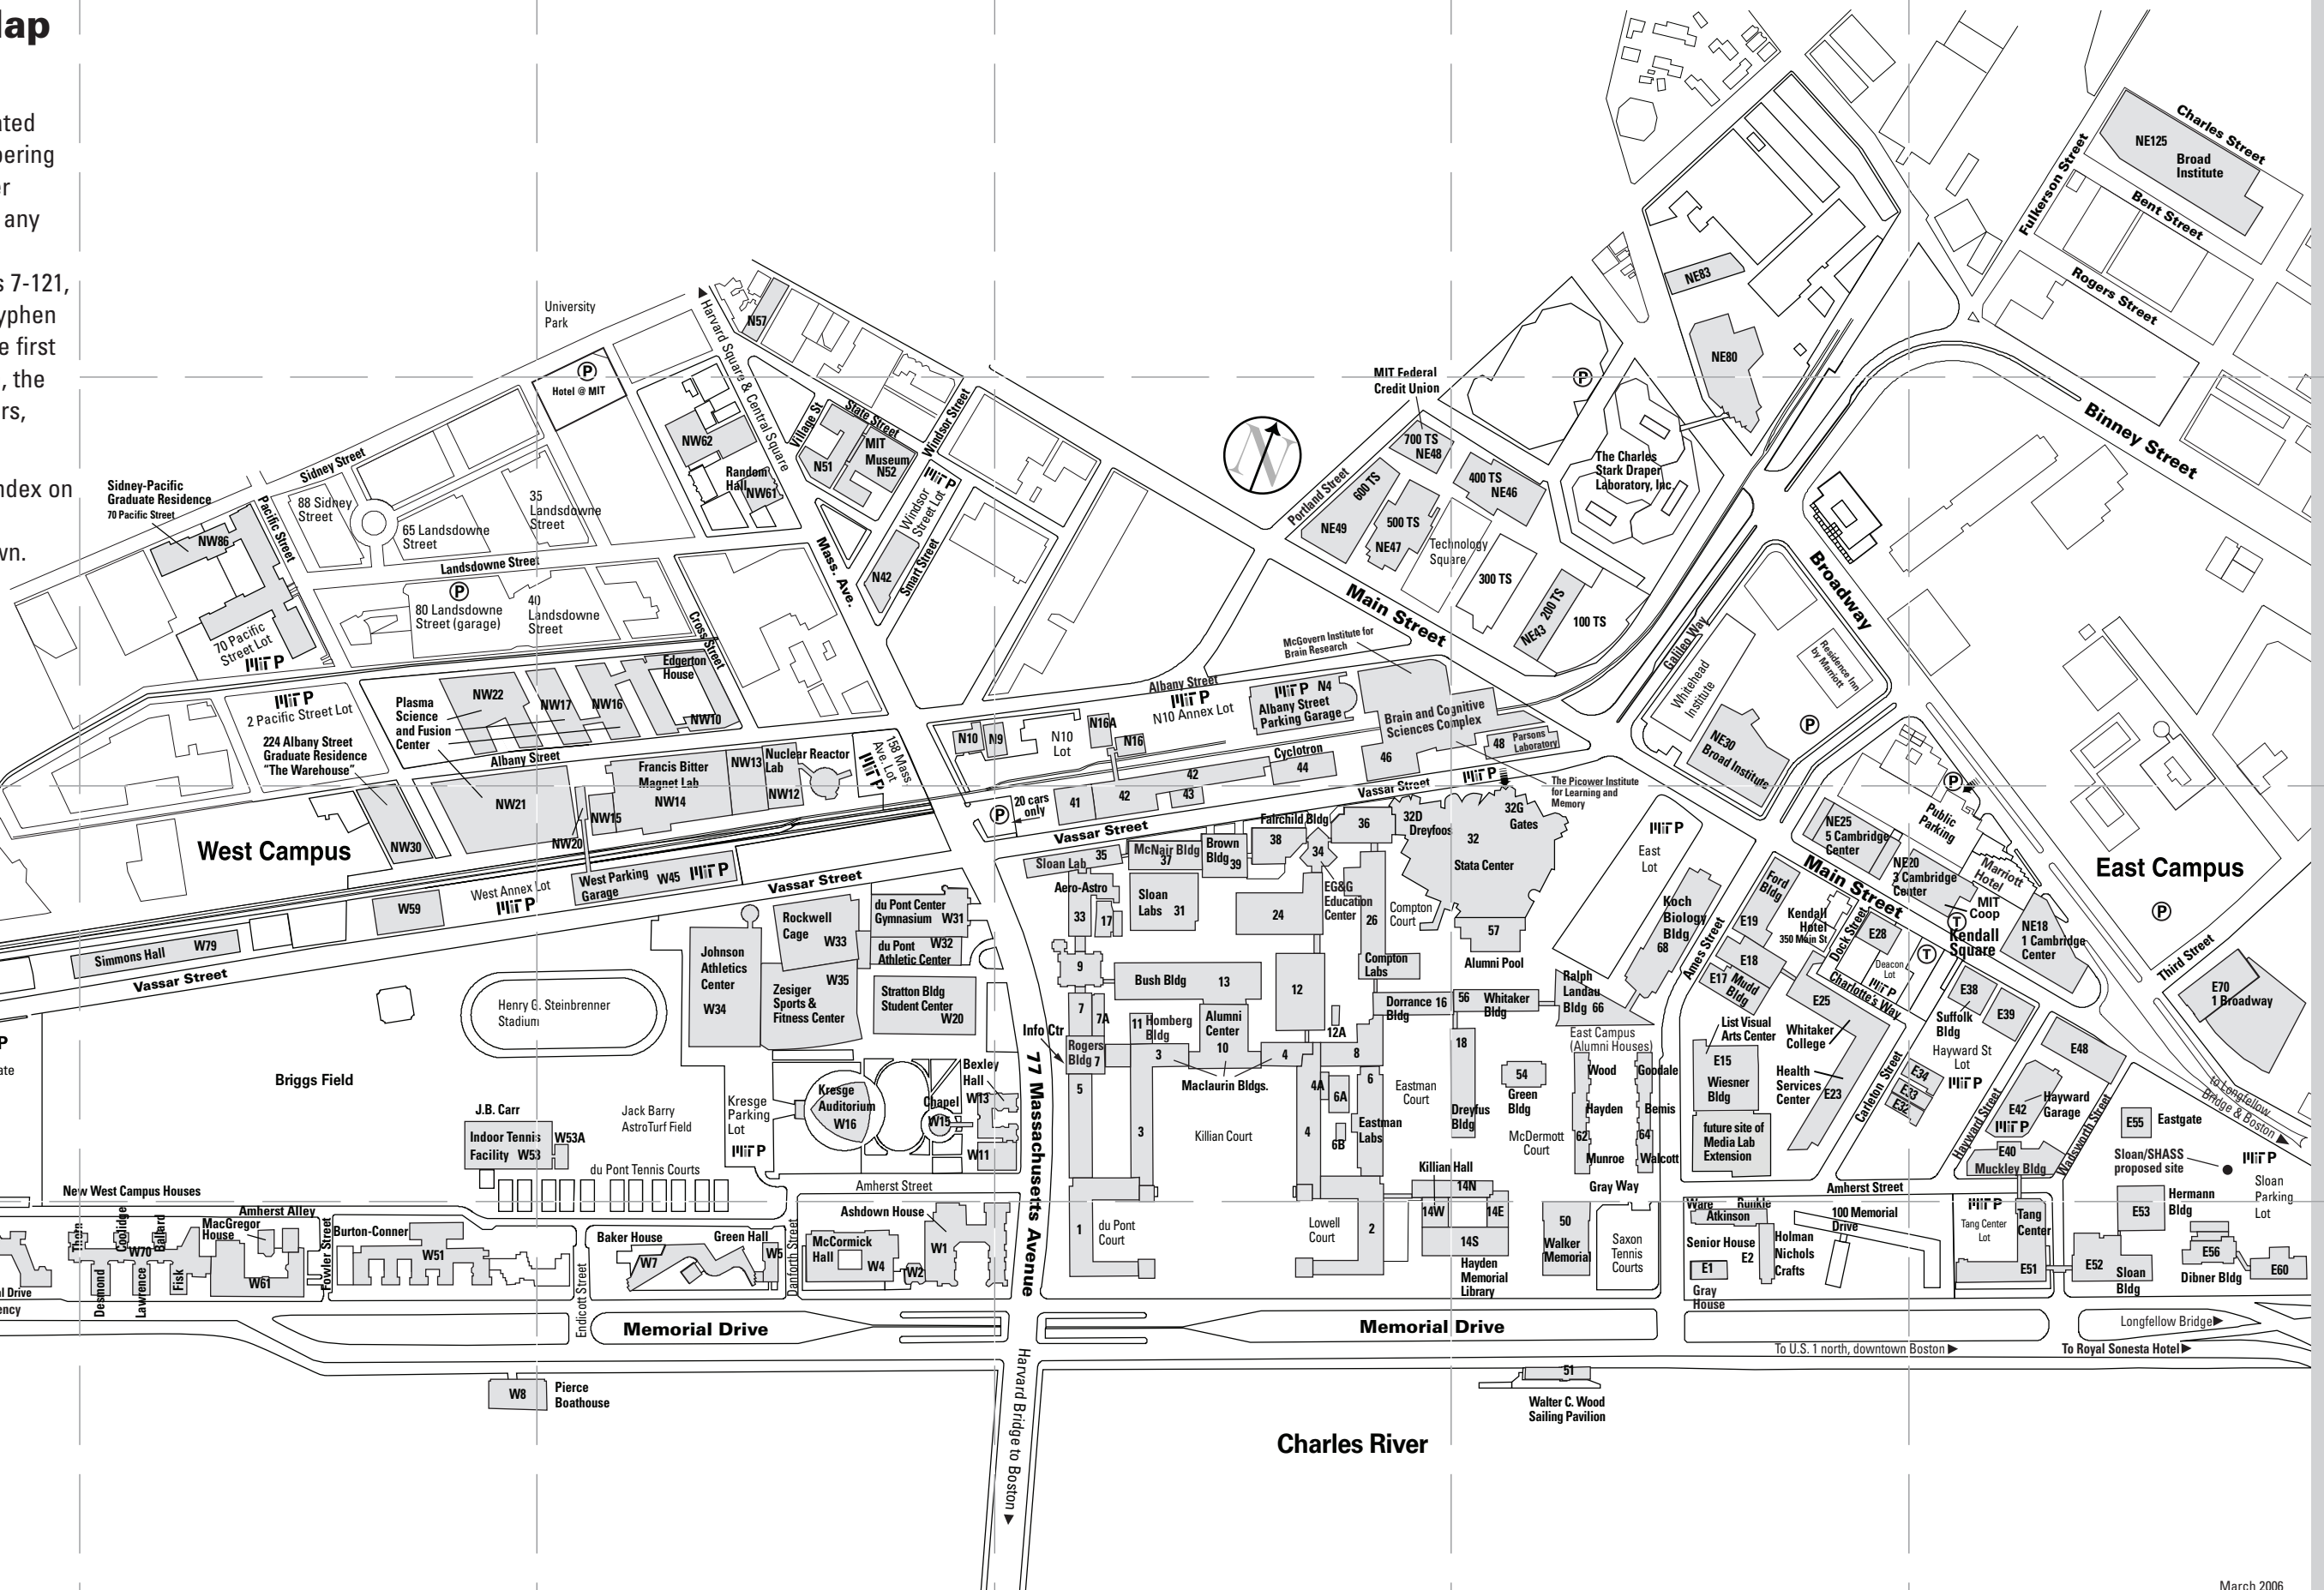 lap
ated
bering
er
any
s 7-121,
yphen
e first
, the
rs,
ndex on
wn.
University
Park
Hotel @ MIT
P
Harvard Square & Central Square
N57
NW62
Random
Hall
NW61
Village St
State Street
MIT
Museum
N52
N51
Windsor Street
Windsor
Street Lot
MIT P
N42
Smart Street
Mass. Ave.
Sidney Street
Sidney-Pacific
Graduate Residence
70 Pacific Street
NW86
Pacific Street
88 Sidney
Street
65 Landsdowne
Street
35
Landsdowne
Street
Landsdowne Street
P
80 Landsdowne
Street (garage)
40
Landsdowne
Street
Cross Street
70 Pacific
Street Lot
MIT P
MIT P
2 Pacific Street Lot
224 Albany Street
Graduate Residence
"The Warehouse"
Plasma
Science
and Fusion
Center
NW22
NW17
NW16
Edgerton
House
NW10
Albany Street
NW21
NW30
NW20
NW15
Francis Bitter
Magnet Lab
NW14
NW13
Nuclear Reactor
Lab
NW12
158 Mass
Ave. Lot
MIT P
West Campus
West Annex Lot
MIT P
West Parking
Garage
W45
MIT P
W59
Simmons Hall
W79
Vassar Street
Vassar Street
MIT Federal
Credit Union
700 TS
NE48
Portland Street
600 TS
NE49
500 TS
NE47
400 TS
NE46
Technology
Square
300 TS
200 TS
NE43
100 TS
P
The Charles
Stark Draper
Laboratory, Inc.
NE83
NE80
N
Main Street
McGovern Institute for
Brain Research
Albany Street
MIT P
N10 Annex Lot
MIT P
N4
Albany Street
Parking Garage
Brain and Cognitive
Sciences Complex
46
48
Parsons
Laboratory
The Picower Institute
for Learning and
Memory
N10
N9
N10
Lot
N16A
N16
Cyclotron
44
42
42
43
41
P
20 cars
only
Vassar Street
Vassar Street
MIT P
Fulkerson Street
Charles Street
NE125
Broad
Institute
Bent Street
Rogers Street
Binney Street
Broadway
Galileo Way
Whitehead
Institute
Residence Inn
by Marriott
P
NE30
Broad Institute
P
Public
Parking
NE25
5 Cambridge
Center
NE20
3 Cambridge
Center
Marriott
Hotel
Main Street
MIT
Coop
T
T
Kendall
Square
NE18
1 Cambridge
Center
East Campus
P
Third Street
E70
1 Broadway
to Longfellow
Bridge & Boston
Sloan Lab
35
McNair Bldg
37
Brown
Bldg
39
Fairchild Bldg
38
36
34
EG&G
Education
Center
32D
Dreyfoos
32
32G
Gates
Stata Center
MIT P
East
Lot
Koch
Biology
Bldg
68
Aero-Astro
33
17
Sloan
Labs
31
24
26
Compton
Court
57
Alumni Pool
9
Bush Bldg
13
12
Compton
Labs
Dorrance
Bldg
16
56
Whitaker
Bldg
Ralph
Landau
Bldg
66
Ames Street
7
7A
11
Homberg
Bldg
Alumni
Center
10
12A
Info Ctr
Rogers
Bldg
7
3
4
8
Maclaurin Bldgs.
18
East Campus
(Alumni Houses)
5
3
Killian Court
4
4A
6A
6
6B
Eastman
Labs
Eastman
Court
Dreyfus
Bldg
54
Green
Bldg
McDermott
Court
Wood
Goodale
Hayden
Bemis
62
64
Munroe
Walcott
Killian Hall
14N
14W
14E
14S
Hayden
Memorial
Library
1
du Pont
Court
Lowell
Court
2
50
Walker
Memorial
Gray Way
Saxon
Tennis
Courts
Ford
Bldg
E19
Kendall
Hotel
350 Main St
Dock Street
E28
E18
E17
Mudd
Bldg
Deacon
Lot
MIT P
Charlotte's Way
E25
E38
Suffolk
Bldg
E39
List Visual
Arts Center
Whitaker
College
E15
Wiesner
Bldg
Health
Services
Center
E23
future site of
Media Lab
Extension
Carleton Street
E34
E33
E32
Hayward St
Lot
MIT P
E48
Hayward Street
E42
Hayward
Garage
MIT P
Wadsworth Street
E40
Muckley Bldg
E55
Eastgate
Sloan/SHASS
proposed site
MIT P
Sloan
Parking
Lot
Amherst Street
Ware
Runkle
Atkinson
Senior House
E2
Holman
Nichols
Crafts
E1
Gray
House
100 Memorial
Drive
MIT P
Tang Center
Lot
Tang
Center
E51
E53
Hermann
Bldg
E52
Sloan
Bldg
E56
Dibner Bldg
E60
Longfellow Bridge
To U.S. 1 north, downtown Boston
To Royal Sonesta Hotel
Rockwell
Cage
W33
du Pont Center
Gymnasium
W31
du Pont
W32
Athletic Center
Johnson
Athletics
Center
W34
W35
Zesiger
Sports &
Fitness Center
Stratton Bldg
Student Center
W20
Henry G. Steinbrenner
Stadium
Vassar Street
P
ate
Briggs Field
J.B. Carr
Indoor Tennis
Facility
W53
W53A
Jack Barry
AstroTurf Field
du Pont Tennis Courts
Kresge
Parking
Lot
MIT P
Kresge
Auditorium
W16
Bexley
Hall
W13
Chapel
W15
W11
Amherst Street
77 Massachusetts Avenue
New West Campus Houses
Amherst Alley
Thorn
Coolidge
Ballard
W70
Desmond
Lawrence
Fisk
MacGregor
House
W61
Fowler Street
Burton-Conner
W51
Endicott Street
Baker House
W7
Green Hall
W5
Danforth Street
McCormick
Hall
W4
W2
Ashdown House
W1
al Drive
ency
Memorial Drive
Memorial Drive
W8
Pierce
Boathouse
Harvard Bridge to Boston
51
Walter C. Wood
Sailing Pavilion
Charles River
March 2006